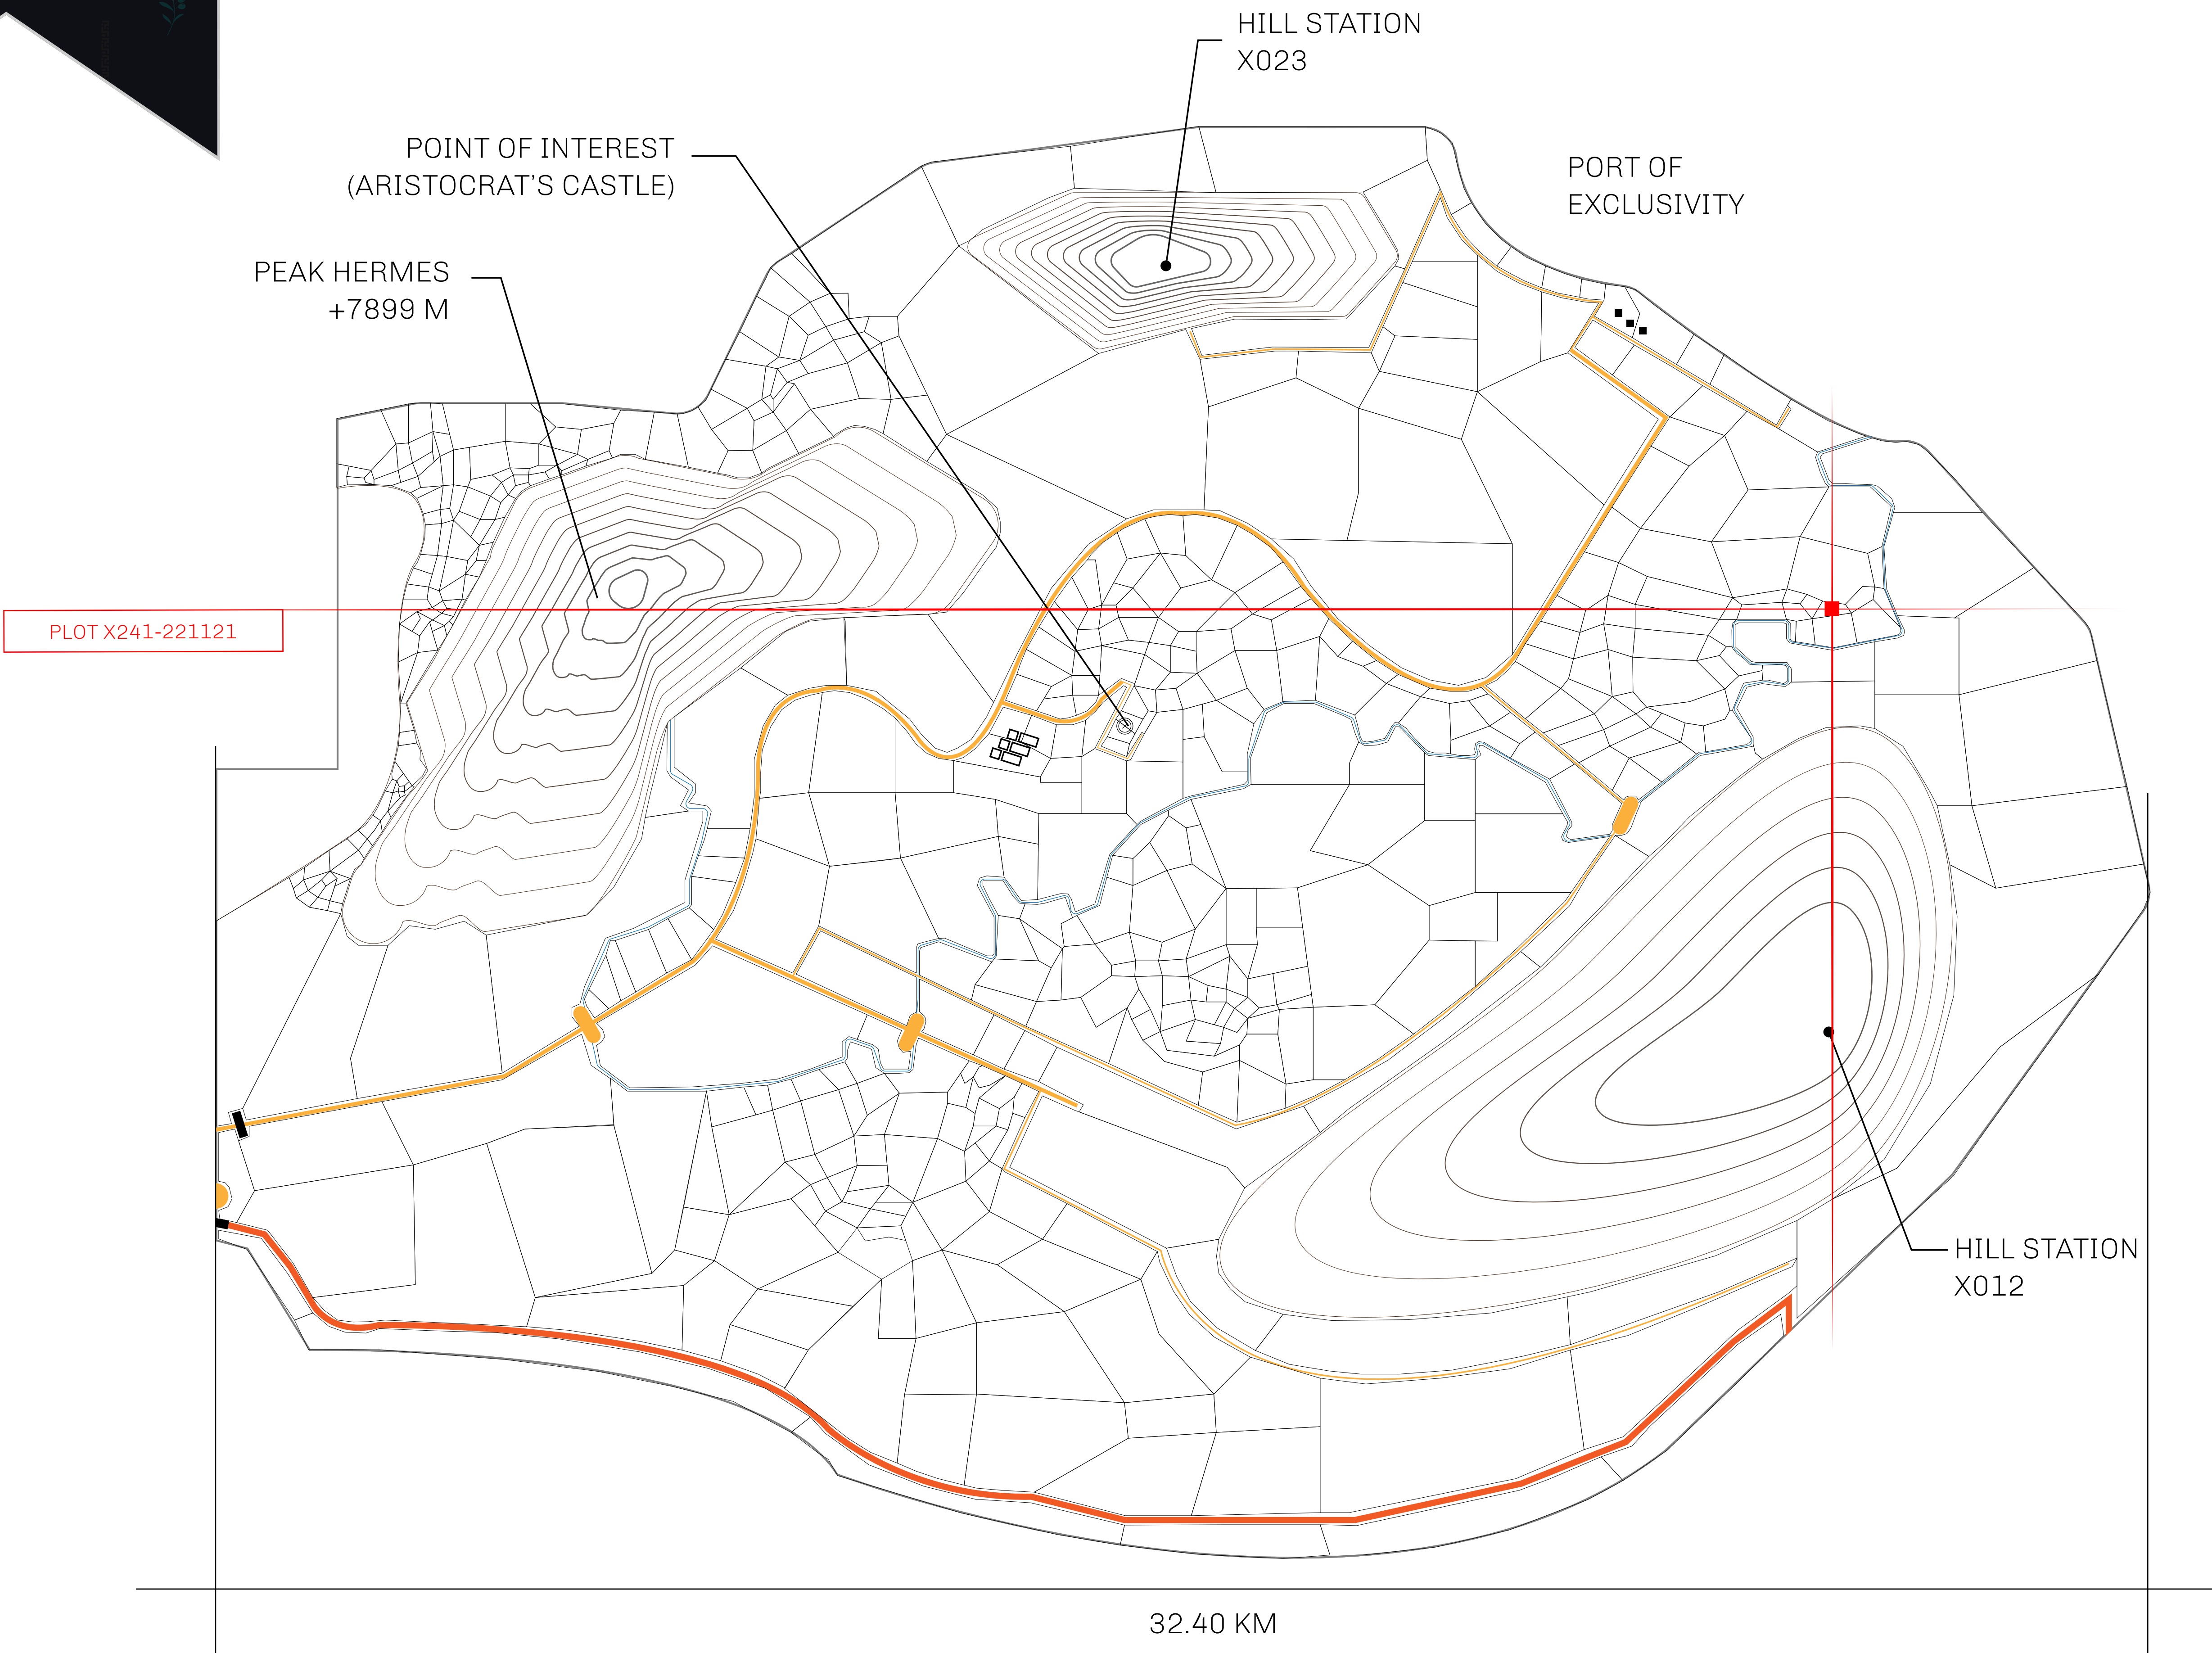 HILL STATION
X023
POINT OF INTEREST
(ARISTOCRAT'S CASTLE)
PORT OF
EXCLUSIVITY
PEAK HERMES
+7899 M
PLOT X241-221121
HILL STATION
X012
32.40 KM